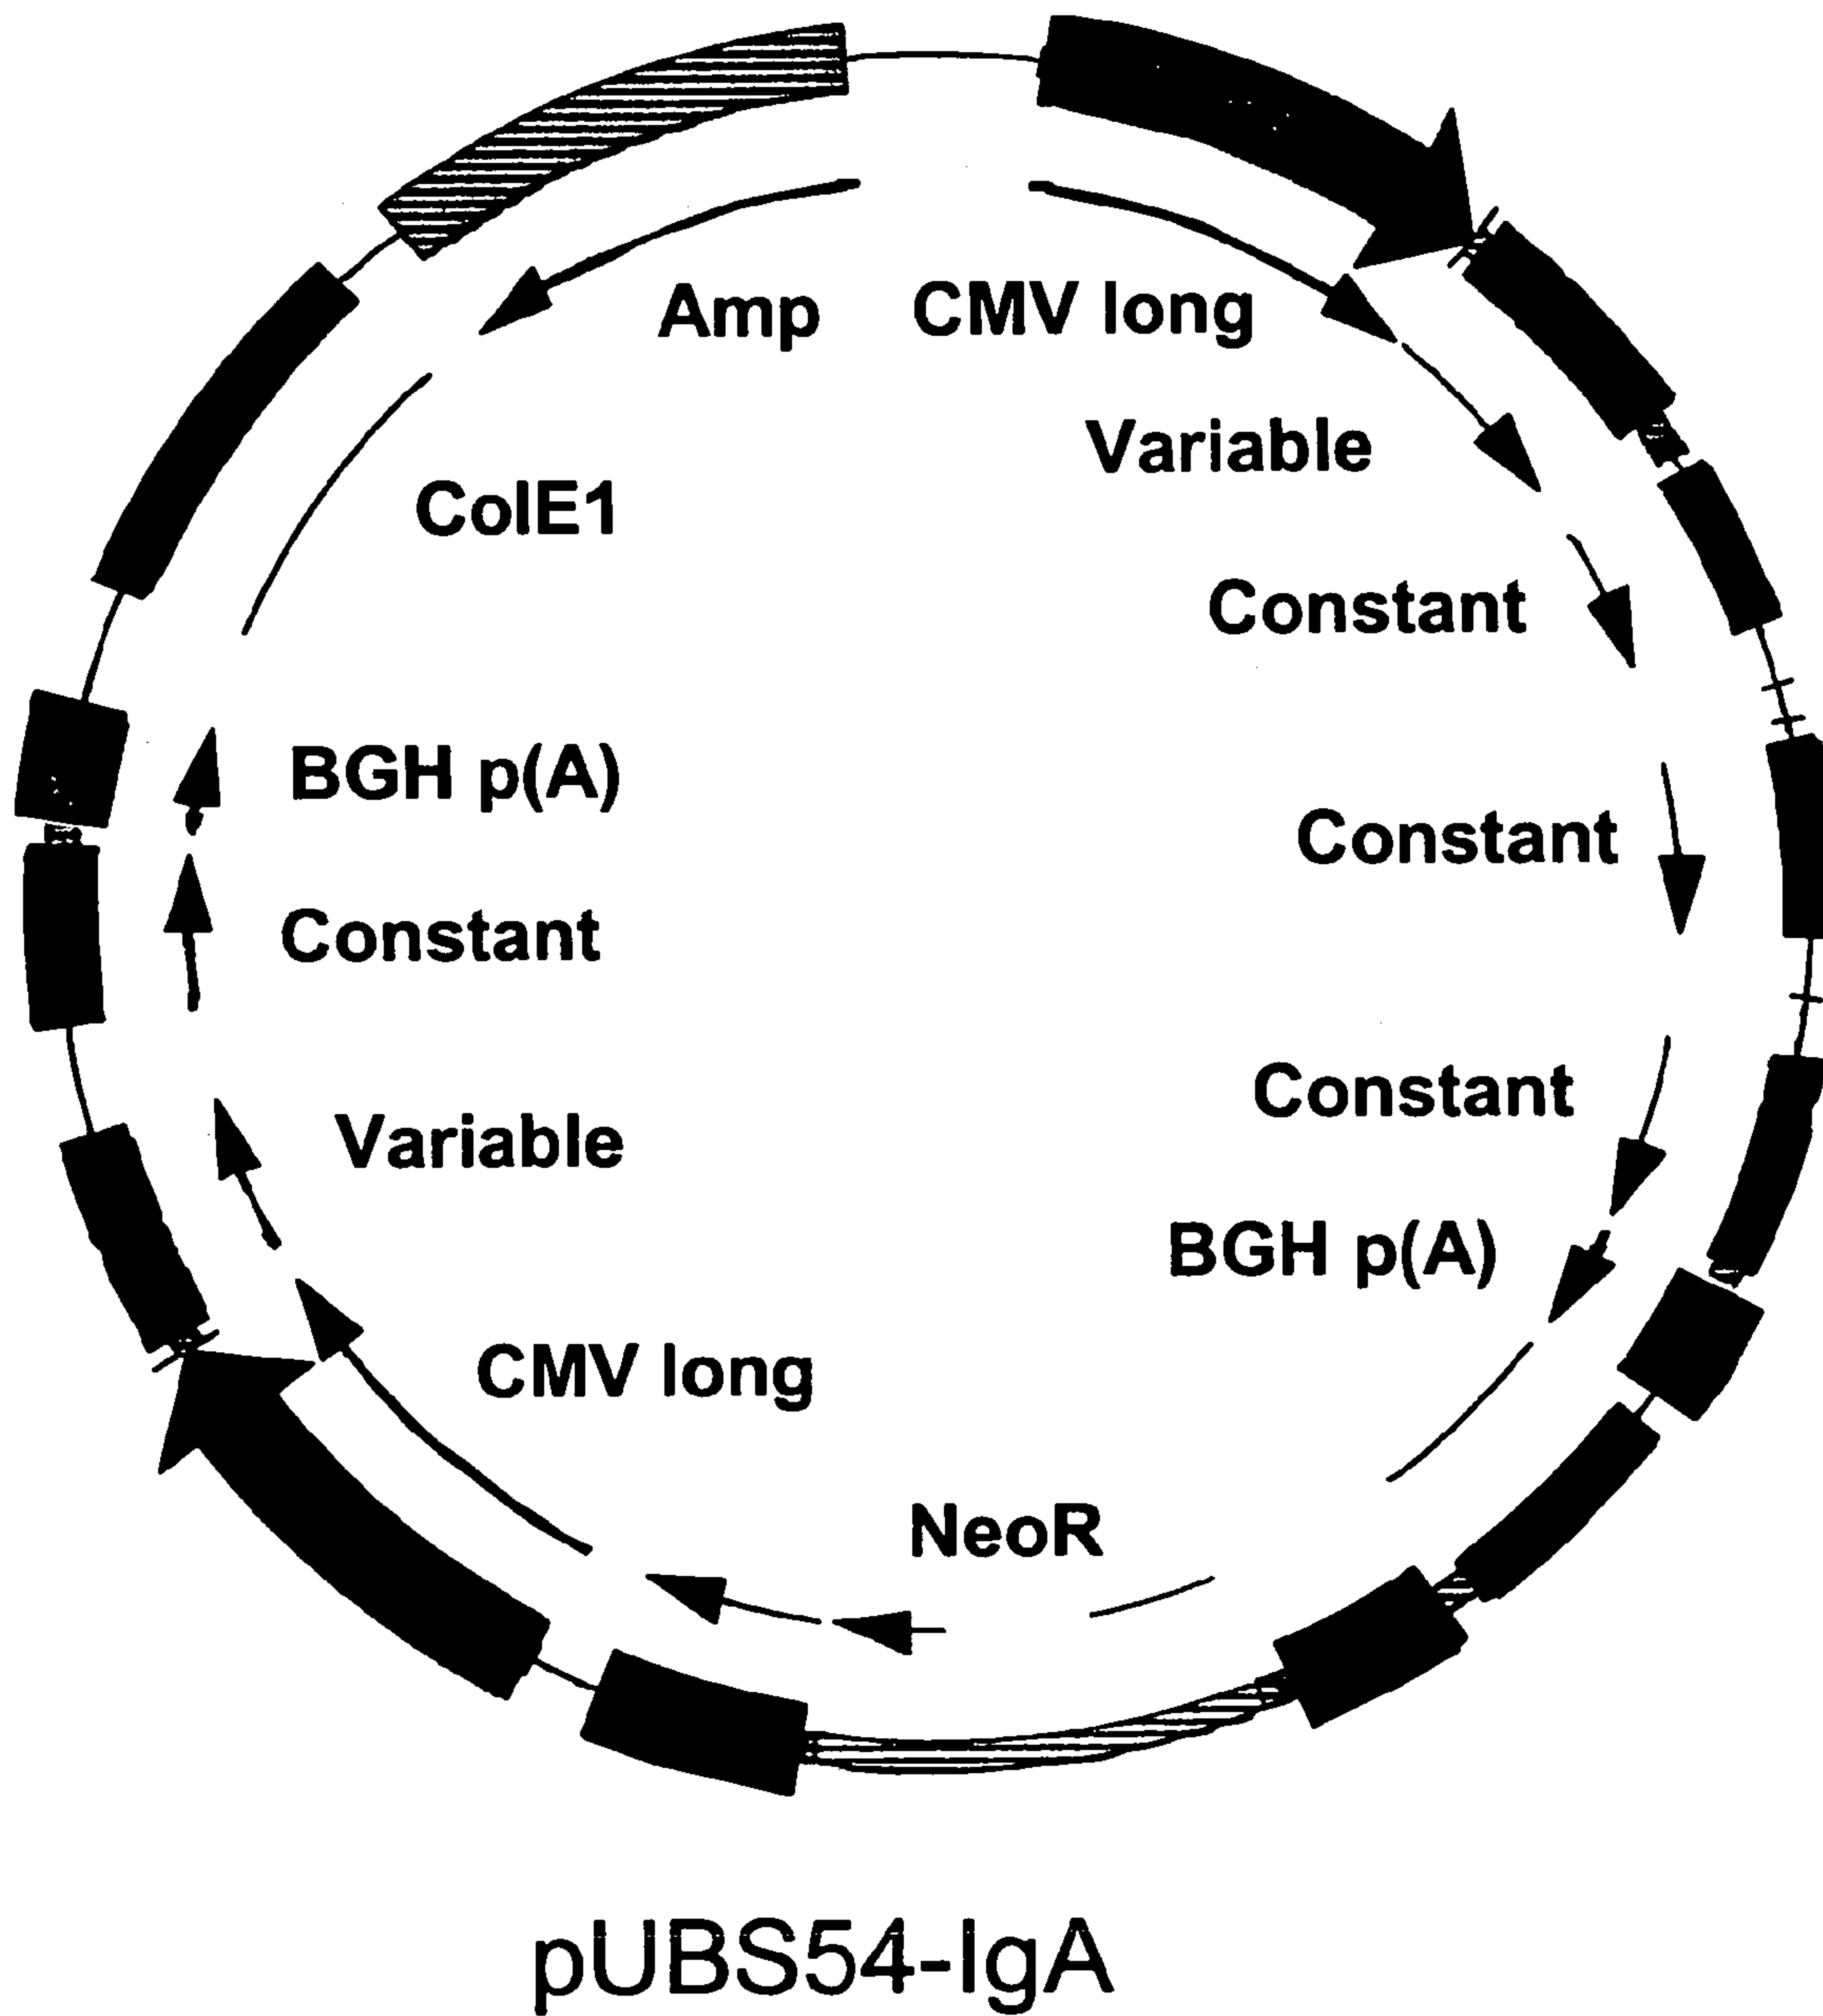 Amp CMV long
Variable
ColE1
Constant
BGH p(A)
Constant
Constant
Constant
Variable
BGH p(A)
CMV long
NeoR
pUBS54-IgA